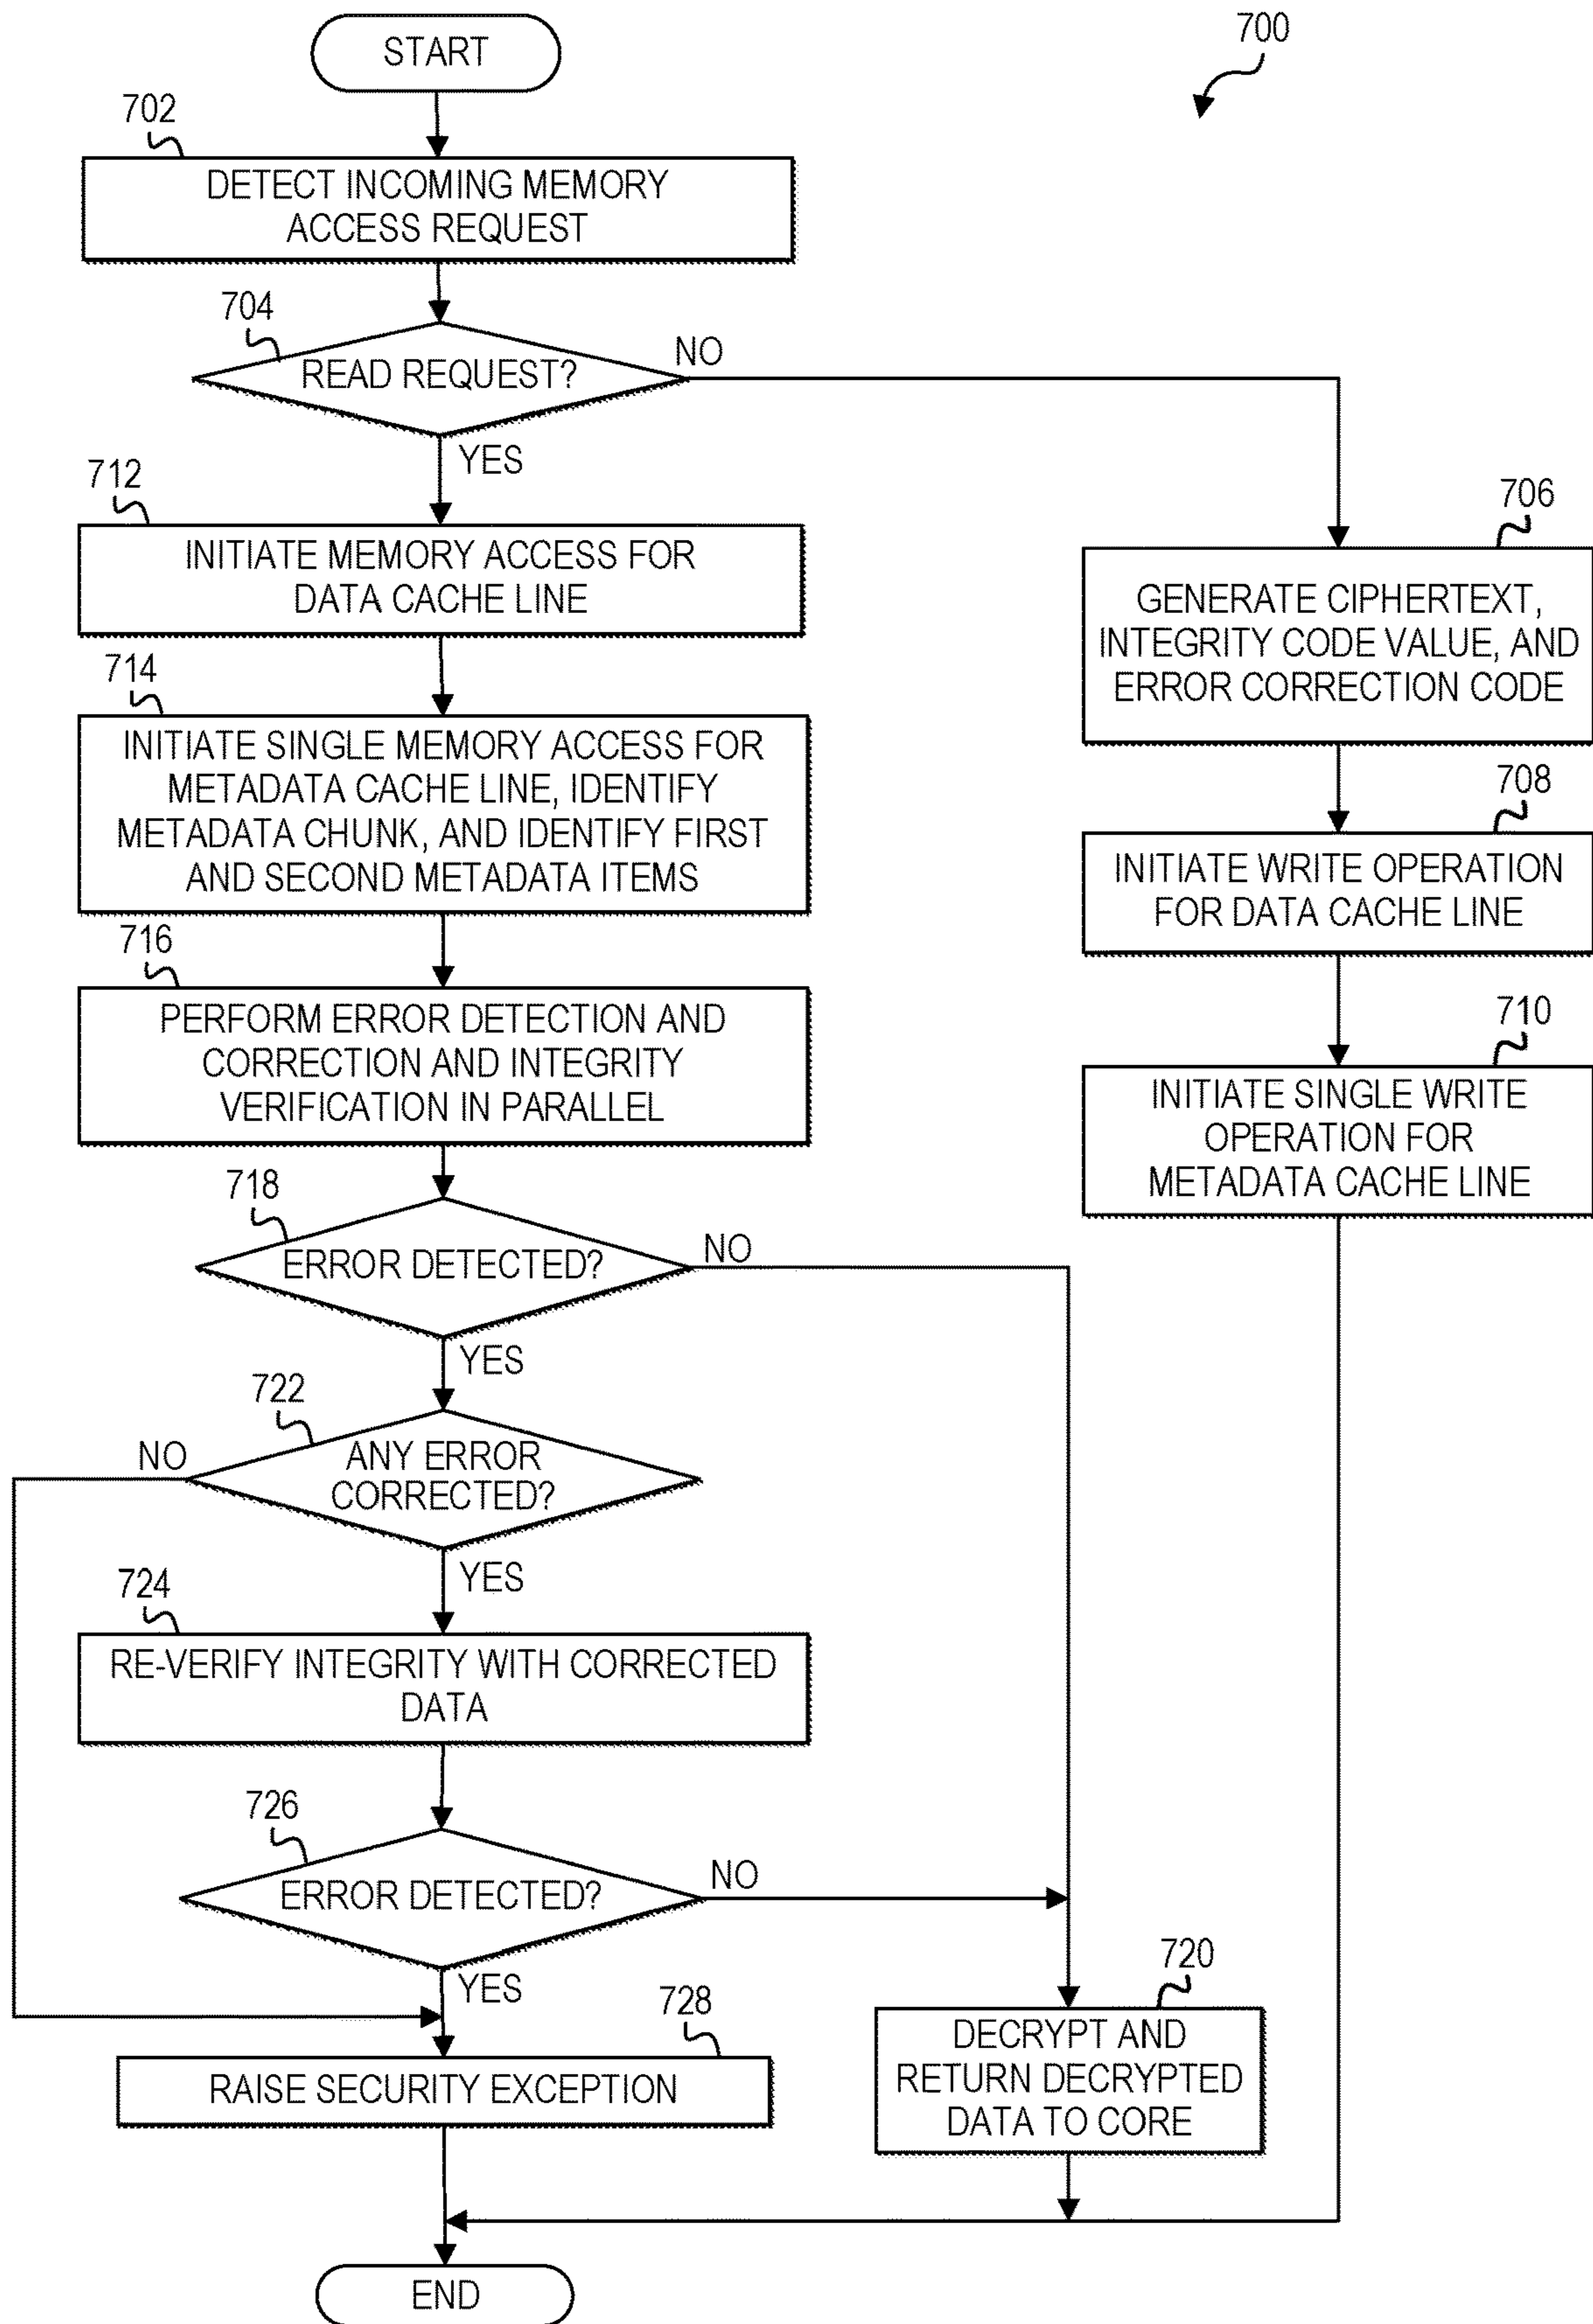 START
700
702
DETECT INCOMING MEMORY
ACCESS REQUEST
704
READ REQUEST?
NO
YES
712
INITIATE MEMORY ACCESS FOR
DATA CACHE LINE
706
GENERATE CIPHERTEXT,
INTEGRITY CODE VALUE, AND
ERROR CORRECTION CODE
714
INITIATE SINGLE MEMORY ACCESS FOR
METADATA CACHE LINE, IDENTIFY
METADATA CHUNK, AND IDENTIFY FIRST
AND SECOND METADATA ITEMS
708
INITIATE WRITE OPERATION
FOR DATA CACHE LINE
716
PERFORM ERROR DETECTION AND
CORRECTION AND INTEGRITY
VERIFICATION IN PARALLEL
710
INITIATE SINGLE WRITE
OPERATION FOR
METADATA CACHE LINE
718
ERROR DETECTED?
NO
YES
722
ANY ERROR
CORRECTED?
NO
YES
724
RE-VERIFY INTEGRITY WITH CORRECTED
DATA
726
ERROR DETECTED?
NO
YES
728
RAISE SECURITY EXCEPTION
720
DECRYPT AND
RETURN DECRYPTED
DATA TO CORE
END